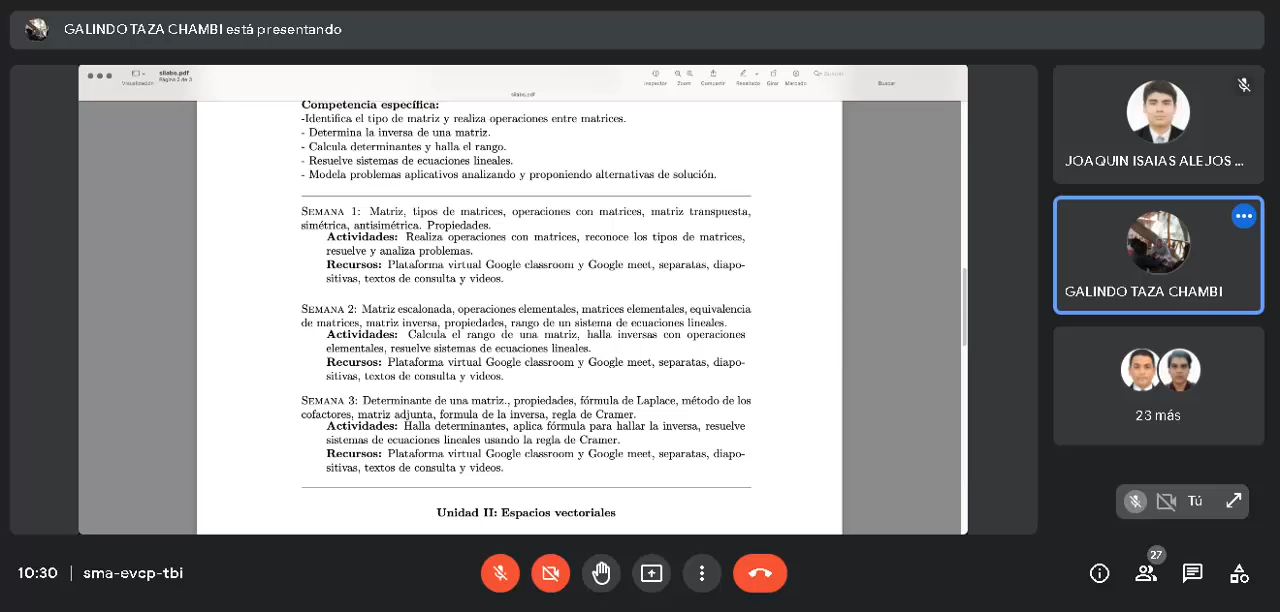 GALINDO TAZA CHAMBI está presentando
Visualización
silabo.pdf
Página 2 de 3
Inspector
Zoom
Compartir
Resaltado
Girar
Marcado
Buscar
silabo.pdf
Competencia específica:
-Identifica el tipo de matriz y realiza operaciones entre matrices.
- Determina la inversa de una matriz.
- Calcula determinantes y halla el rango.
- Resuelve sistemas de ecuaciones lineales.
- Modela problemas aplicativos analizando y proponiendo alternativas de solución.
SEMANA 1: Matriz, tipos de matrices, operaciones con matrices, matriz transpuesta,
simétrica, antisimétrica. Propiedades.
Actividades: Realiza operaciones con matrices, reconoce los tipos de matrices,
resuelve y analiza problemas.
Recursos: Plataforma virtual Google classroom y Google meet, separatas, diapo-
sitivas, textos de consulta y videos.
SEMANA 2: Matriz escalonada, operaciones elementales, matrices elementales, equivalencia
de matrices, matriz inversa, propiedades, rango de un sistema de ecuaciones lineales.
Actividades: Calcula el rango de una matriz, halla inversas con operaciones
elementales, resuelve sistemas de ecuaciones lineales.
Recursos: Plataforma virtual Google classroom y Google meet, separatas, diapo-
sitivas, textos de consulta y videos.
SEMANA 3: Determinante de una matriz., propiedades, fórmula de Laplace, método de los
cofactores, matriz adjunta, formula de la inversa, regla de Cramer.
Actividades: Halla determinantes, aplica fórmula para hallar la inversa, resuelve
sistemas de ecuaciones lineales usando la regla de Cramer.
Recursos: Plataforma virtual Google classroom y Google meet, separatas, diapo-
sitivas, textos de consulta y videos.
Unidad II: Espacios vectoriales
JOAQUIN ISAIAS ALEJOS ...
GALINDO TAZA CHAMBI
23 más
Tú
10:30 | sma-evcp-tbi
27